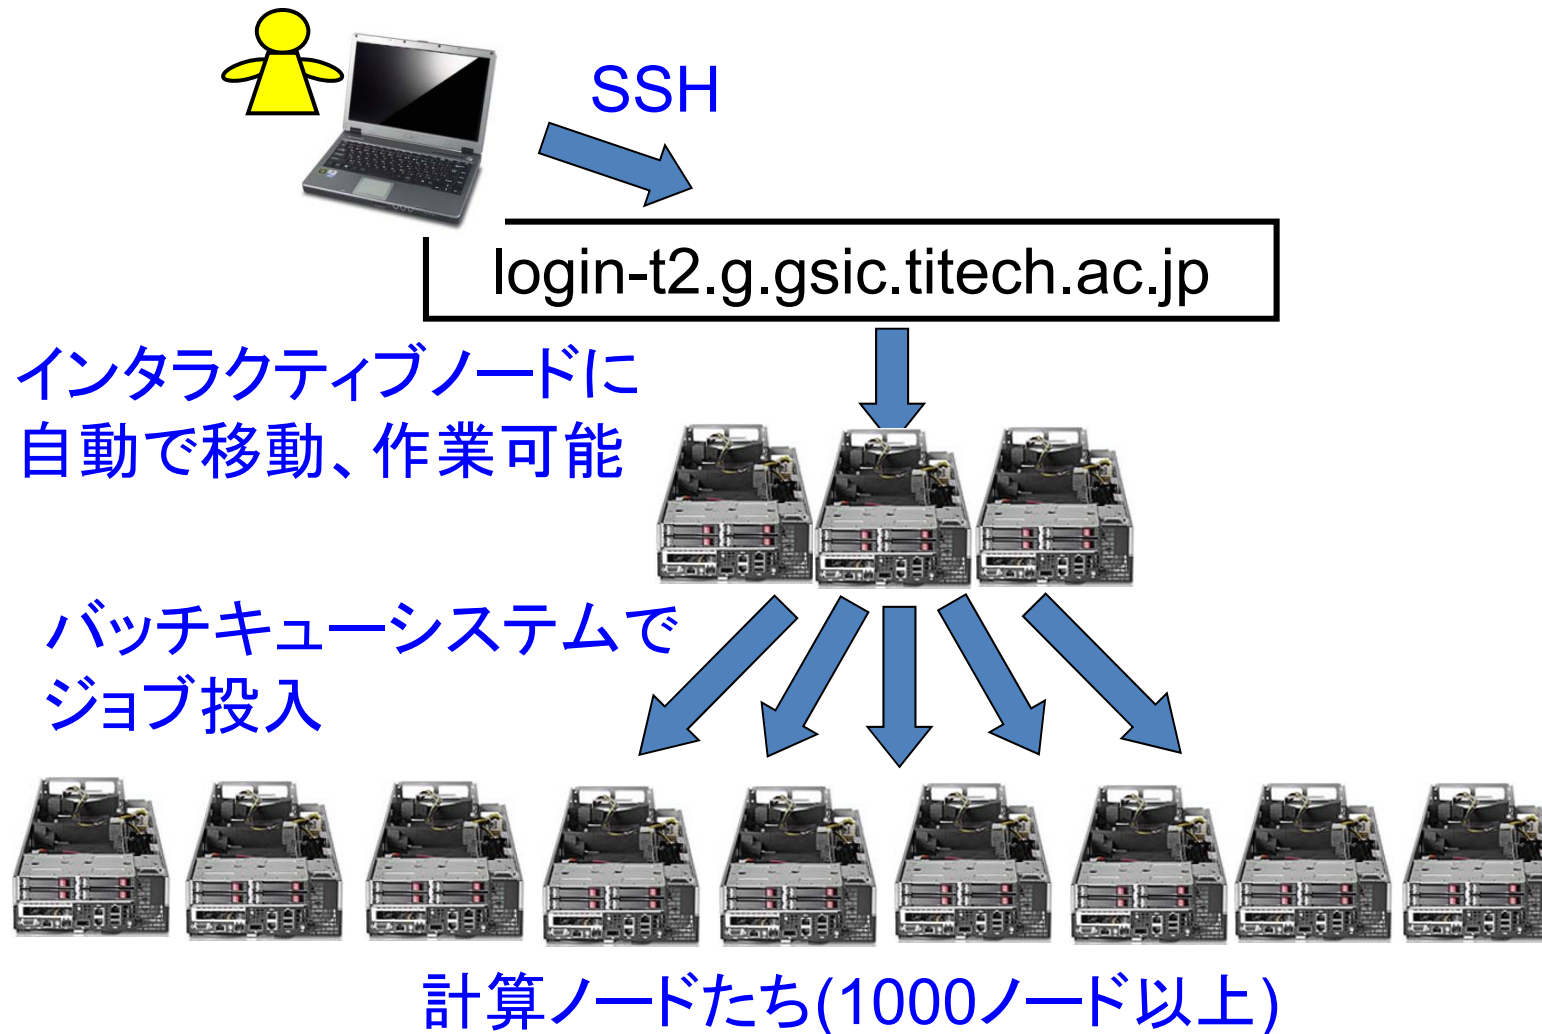 SSH
login-t2.g.gsic.titech.ac.jp
インタラクティブノードに
自動で移動、作業可能
バッチキューシステムで
ジョブ投入
計算ノードたち(1000ノード以上)